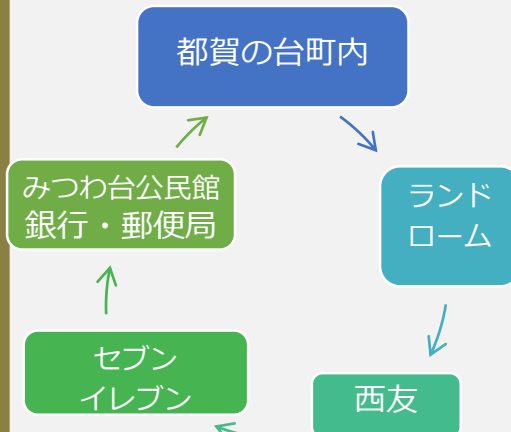 都賀の台町内
ランド
ローム
西友
セブン
イレブン
みつわ台公民館
銀行・郵便局